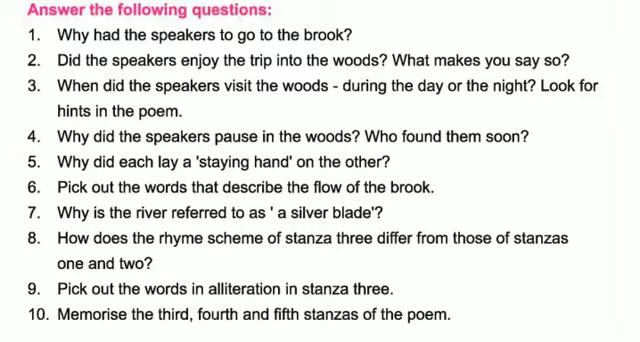 Answer the following questions:
1. Why had the speakers to go to the brook?
2. Did the speakers enjoy the trip into the woods? What makes you say so?
3. When did the speakers visit the woods - during the day or the night? Look for
hints in the poem.
4. Why did the speakers pause in the woods? Who found them soon?
5. Why did each lay a 'staying hand' on the other?
6. Pick out the words that describe the flow of the brook.
7. Why is the river referred to as ' a silver blade'?
8. How does the rhyme scheme of stanza three differ from those of stanzas
one and two?
9. Pick out the words in alliteration in stanza three.
10. Memorise the third, fourth and fifth stanzas of the poem.